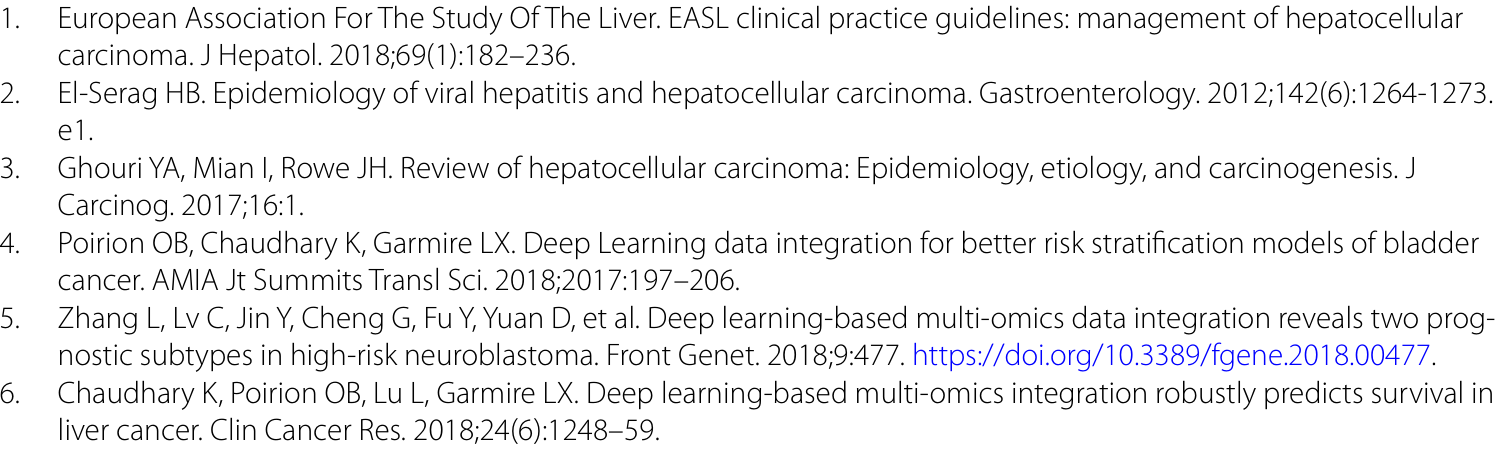 1. European Association For The Study Of The Liver. EASL clinical practice guidelines: management of hepatocellular
carcinoma. J Hepatol. 2018;69(1):182–236.
2. El-Serag HB. Epidemiology of viral hepatitis and hepatocellular carcinoma. Gastroenterology. 2012;142(6):1264-1273.
e1.
3. Ghouri YA, Mian I, Rowe JH. Review of hepatocellular carcinoma: Epidemiology, etiology, and carcinogenesis. J
Carcinog. 2017;16:1.
4. Poirion OB, Chaudhary K, Garmire LX. Deep Learning data integration for better risk stratification models of bladder
cancer. AMIA Jt Summits Transl Sci. 2018;2017:197–206.
5. Zhang L, Lv C, Jin Y, Cheng G, Fu Y, Yuan D, et al. Deep learning-based multi-omics data integration reveals two prog-
nostic subtypes in high-risk neuroblastoma. Front Genet. 2018;9:477. https://doi.org/10.3389/fgene.2018.00477.
6. Chaudhary K, Poirion OB, Lu L, Garmire LX. Deep learning-based multi-omics integration robustly predicts survival in
liver cancer. Clin Cancer Res. 2018;24(6):1248–59.